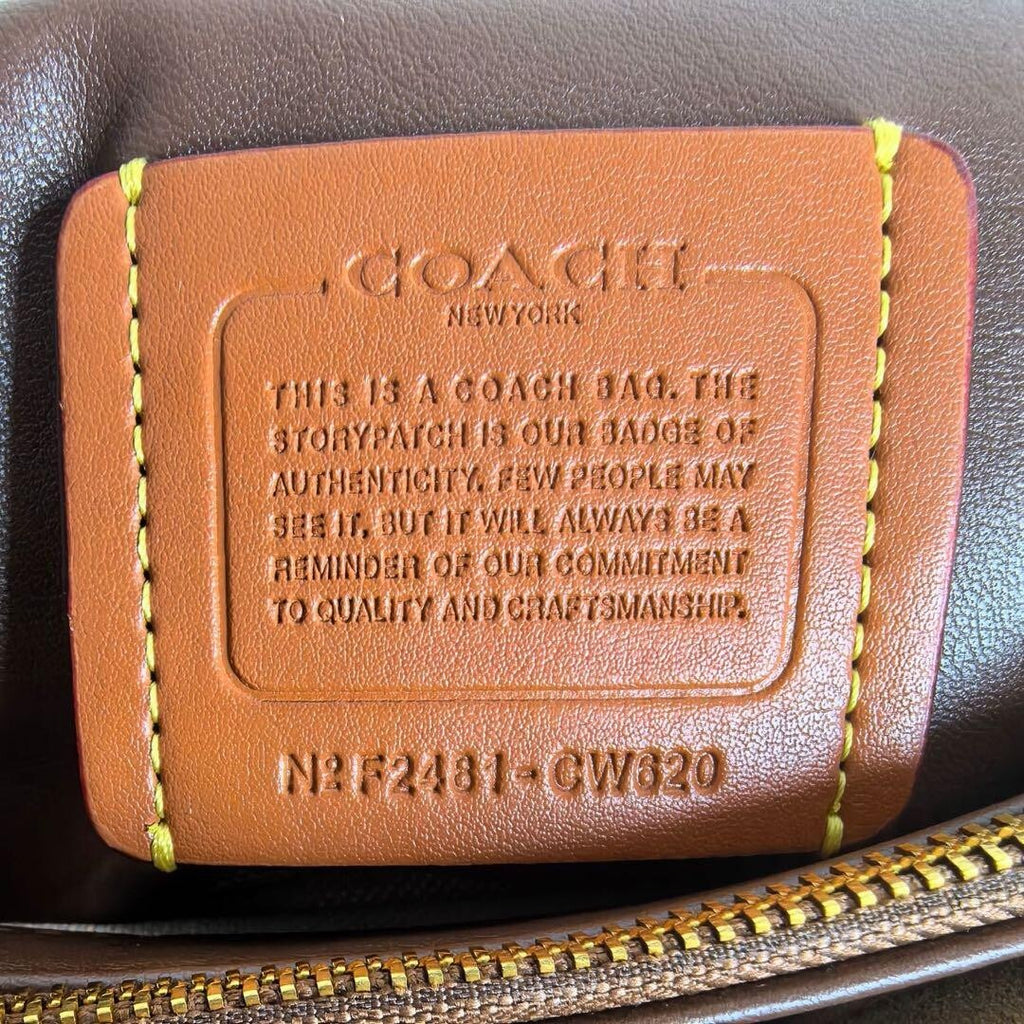 COACH
NEW YORK
THIS IS A COACH BAG. THE
STORYPATCH IS OUR BADGE OF
AUTHENTICITY. FEW PEOPLE MAY
SEE IT, BUT IT WILL ALWAYS BE A
REMINDER OF OUR COMMITMENT
TO QUALITY AND CRAFTSMANSHIP.
Nº F2481-CW620